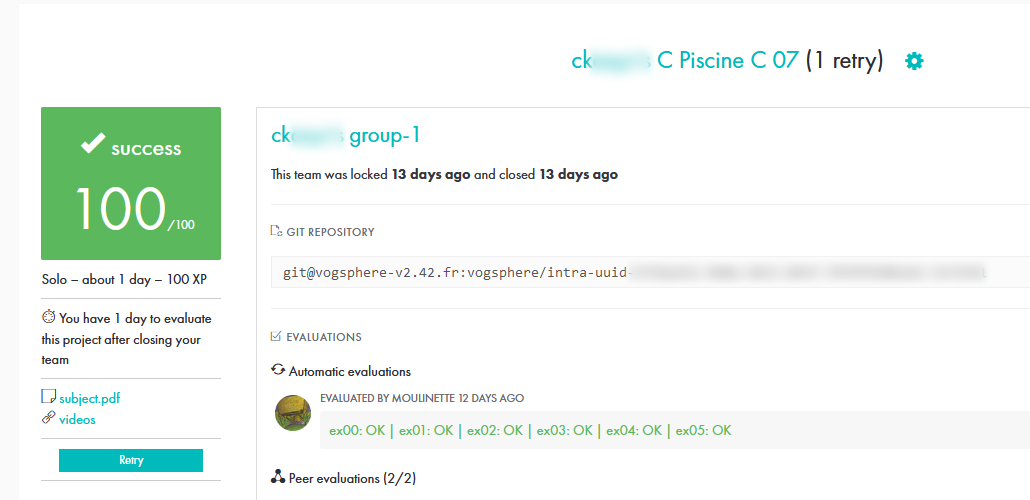 ck C Piscine C 07 (1 retry)
success
100/100
Solo – about 1 day – 100 XP
You have 1 day to evaluate
this project after closing your
team
subject.pdf
videos
Retry
ck group-1
This team was locked 13 days ago and closed 13 days ago
GIT REPOSITORY
git@vogsphere-v2.42.fr:vogsphere/intra-uuid-
EVALUATIONS
Automatic evaluations
EVALUATED BY MOULINETTE 12 DAYS AGO
ex00: OK | ex01: OK | ex02: OK | ex03: OK | ex04: OK | ex05: OK
Peer evaluations (2/2)